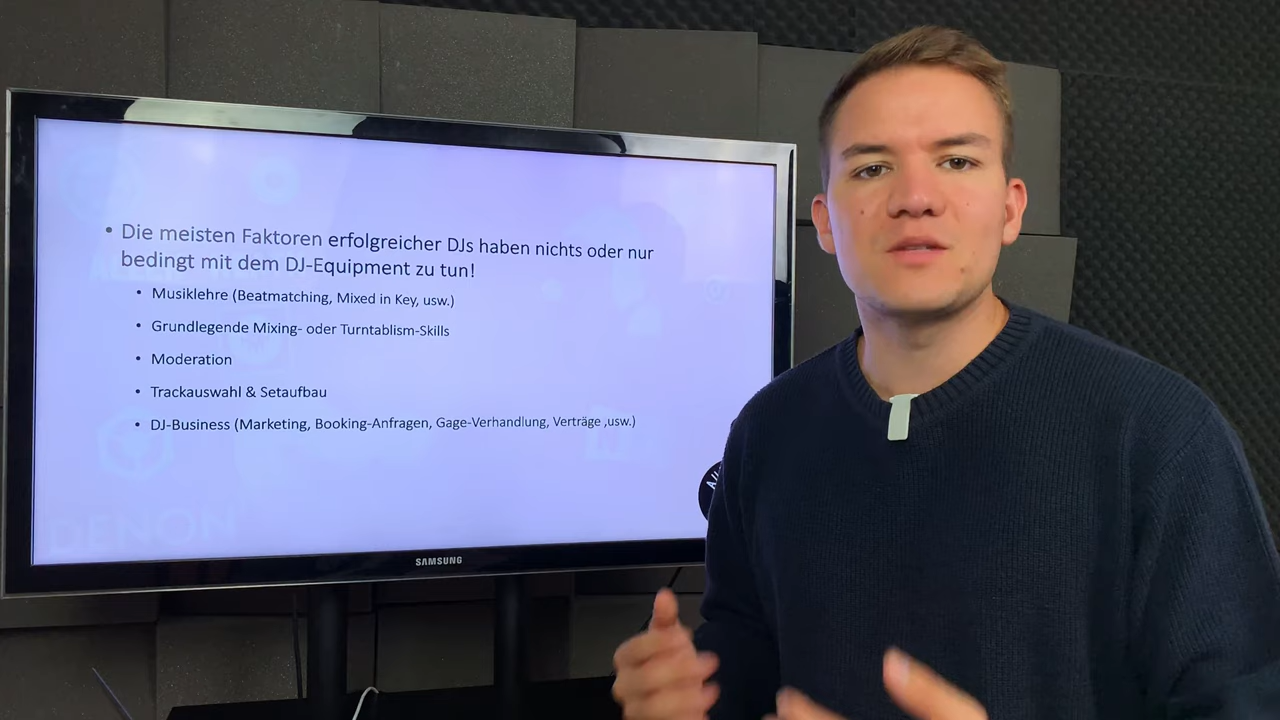 • Die meisten Faktoren erfolgreicher DJs haben nichts oder nur
bedingt mit dem DJ-Equipment zu tun!
• Musiklehre (Beatmatching, Mixed in Key, usw.)
• Grundlegende Mixing- oder Turntablism-Skills
• Moderation
• Trackauswahl & Setaufbau
• DJ-Business (Marketing, Booking-Anfragen, Gage-Verhandlung, Verträge ,usw.)
DENON
SAMSUNG